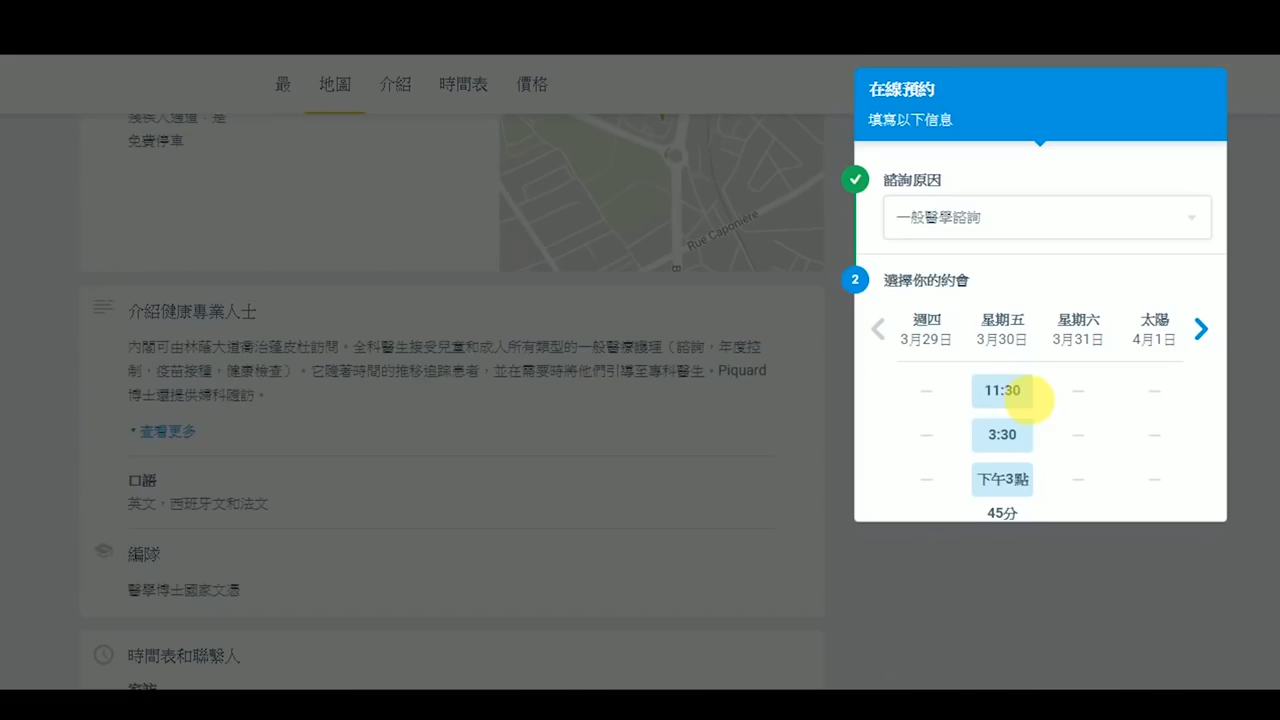 最 地圖 介紹 時間表 價格
殘疾人通道：是
免費停車
Rue Caponière
介紹健康專業人士
內閣可由林蔭大道喬治蓬皮杜訪問。全科醫生接受兒童和成人所有類型的一般醫療護理（諮詢，年度控
制，疫苗接種，健康檢查）。它隨著時間的推移追踪患者，並在需要時將他們引導至專科醫生。Piquard
博士還提供婦科隨訪。
查看更多
口語
英文，西班牙文和法文
編隊
醫學博士國家文憑
時間表和聯繫人
在線預約
填寫以下信息
諮詢原因
一般醫學諮詢
2 選擇你的約會
週四 星期五 星期六 太陽
3月29日 3月30日 3月31日 4月1日
— 11:30 — —
— 3:30 — —
— 下午3點 — —
45分